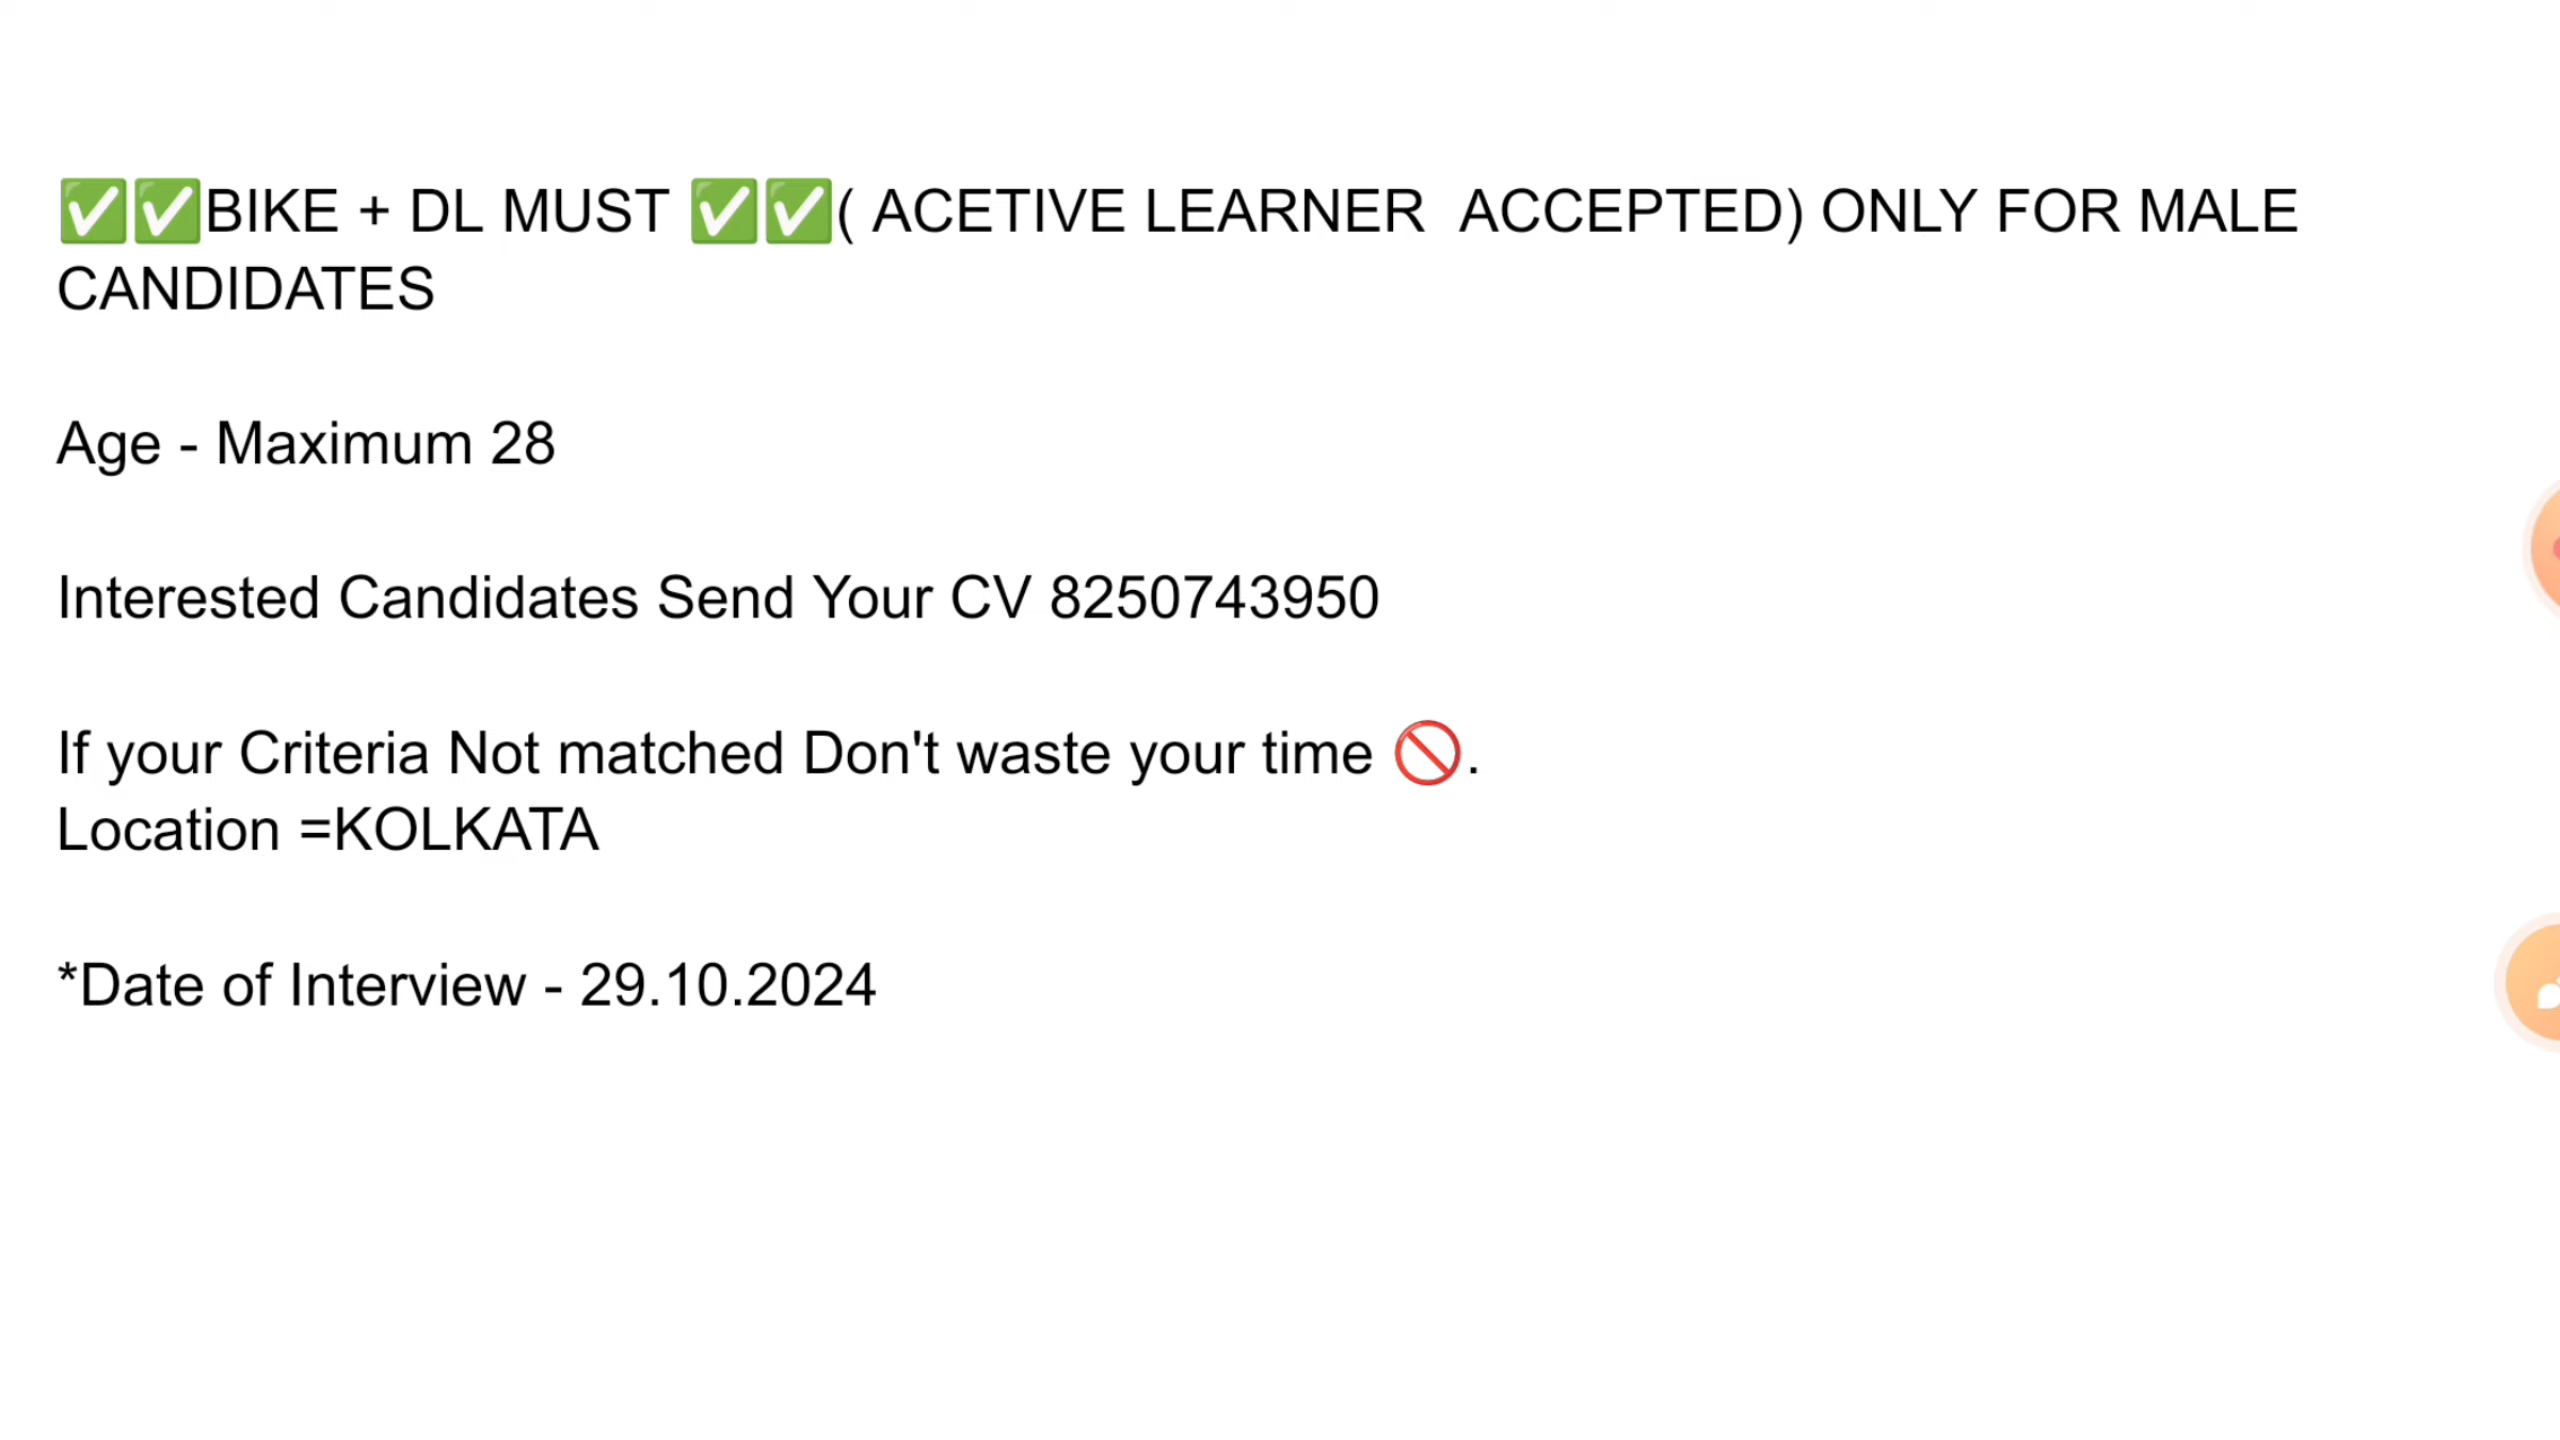 ✅✅BIKE + DL MUST ✅✅( ACETIVE LEARNER  ACCEPTED) ONLY FOR MALE
CANDIDATES
Age - Maximum 28
Interested Candidates Send Your CV 8250743950
If your Criteria Not matched Don't waste your time 🚫.
Location =KOLKATA
*Date of Interview - 29.10.2024